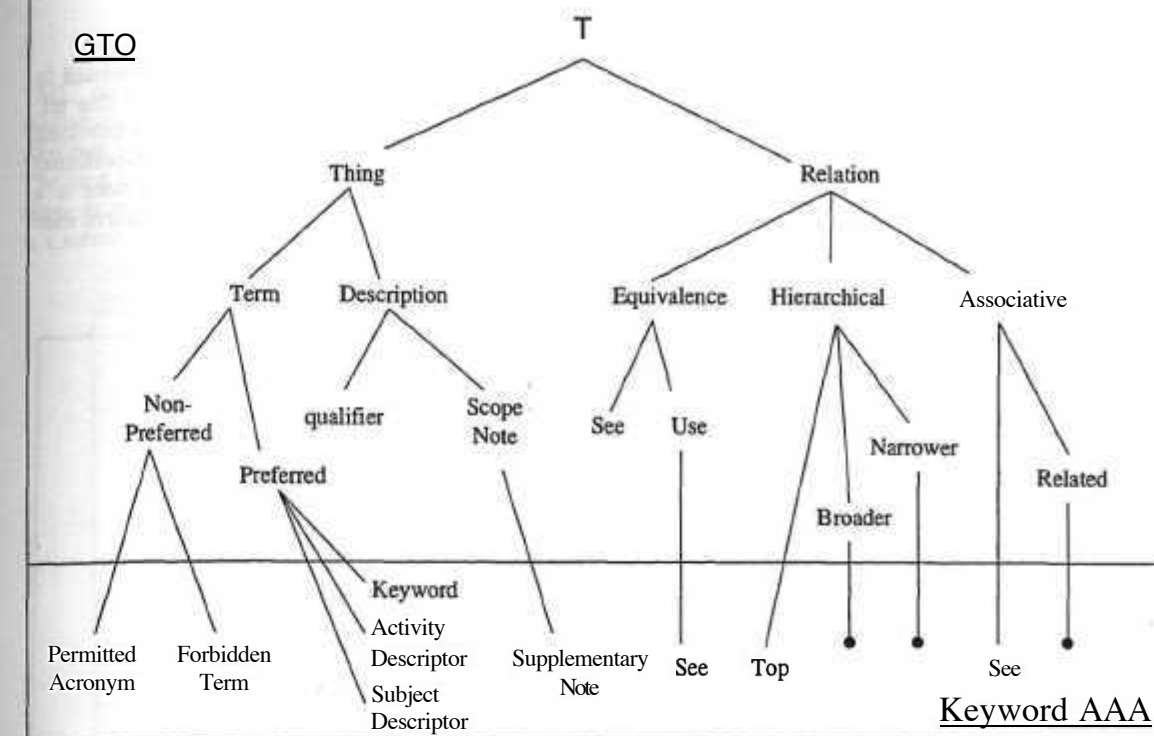 T
GTO
Thing
Relation
Term
Description
Equivalence
Hierarchical
Associative
Non-
Preferred
qualifier
Scope
Note
See
Use
Narrower
Preferred
Related
Broader
Keyword
Activity
Descriptor
Subject
Descriptor
Permitted
Acronym
Forbidden
Term
Supplementary
Note
See
Top
See
Keyword AAA